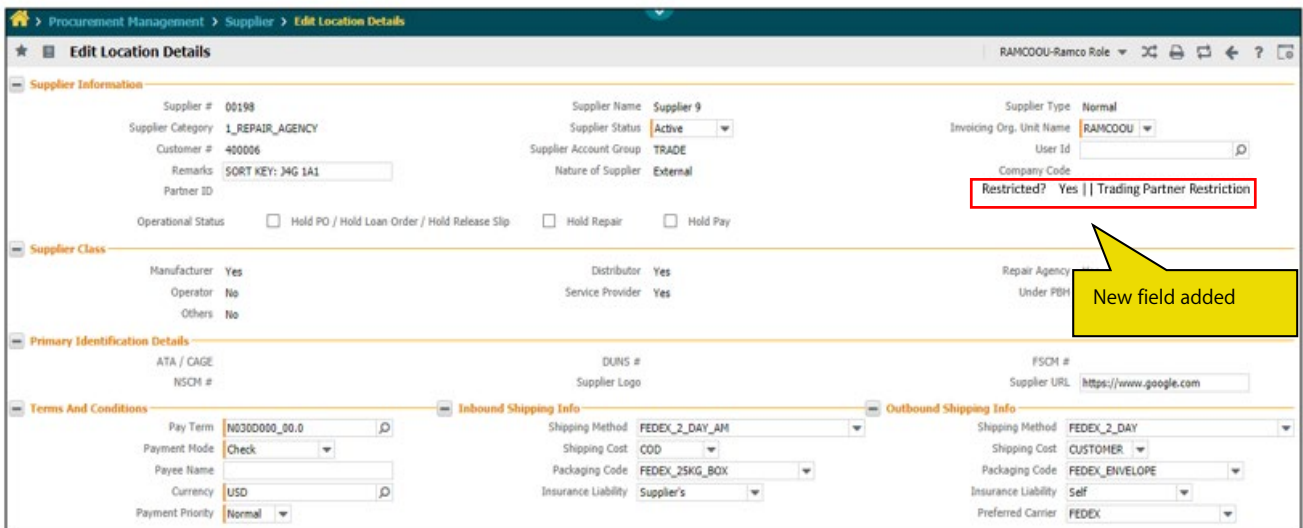 Procurement Management > Supplier > Edit Location Details
Edit Location Details RAMCOOU-Ramco Role ?
Supplier Information
Supplier # 00198 Supplier Name Supplier 9 Supplier Type Normal
Supplier Category 1_REPAIR_AGENCY Supplier Status Active Invoicing Org. Unit Name RAMCOOU
Customer # 400006 Supplier Account Group TRADE User Id
Remarks SORT KEY: J4G 1A1 Nature of Supplier External Company Code
Partner ID Restricted? Yes || Trading Partner Restriction
Operational Status Hold PO / Hold Loan Order / Hold Release Slip Hold Repair Hold Pay
Supplier Class
Manufacturer Yes Distributor Yes Repair Agency
Operator No Service Provider Yes Under PBH
New field added
Others No
Primary Identification Details
ATA / CAGE DUNS # FSCM #
NSCM # Supplier Logo Supplier URL https://www.google.com
Terms And Conditions Inbound Shipping Info Outbound Shipping Info
Pay Term N030D000_00.0 Shipping Method FEDEX_2_DAY_AM Shipping Method FEDEX_2_DAY
Payment Mode Check Shipping Cost COD Shipping Cost CUSTOMER
Payee Name Packaging Code FEDEX_25KG_BOX Packaging Code FEDEX_ENVELOPE
Currency USD Insurance Liability Supplier's Insurance Liability Self
Payment Priority Normal Preferred Carrier FEDEX